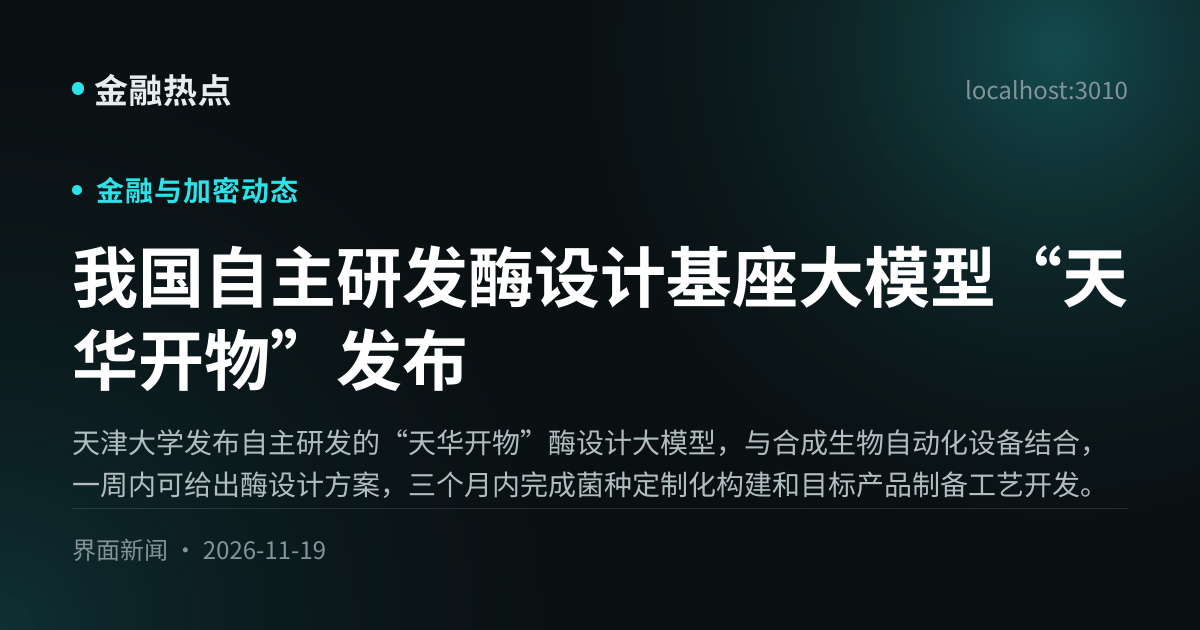 金融热点
localhost:3010
金融与加密动态
我国自主研发酶设计基座大模型“天
华开物”发布
天津大学发布自主研发的“天华开物”酶设计大模型，与合成生物自动化设备结合，
一周内可给出酶设计方案，三个月内完成菌种定制化构建和目标产品制备工艺开发。
界面新闻 • 2026-11-19